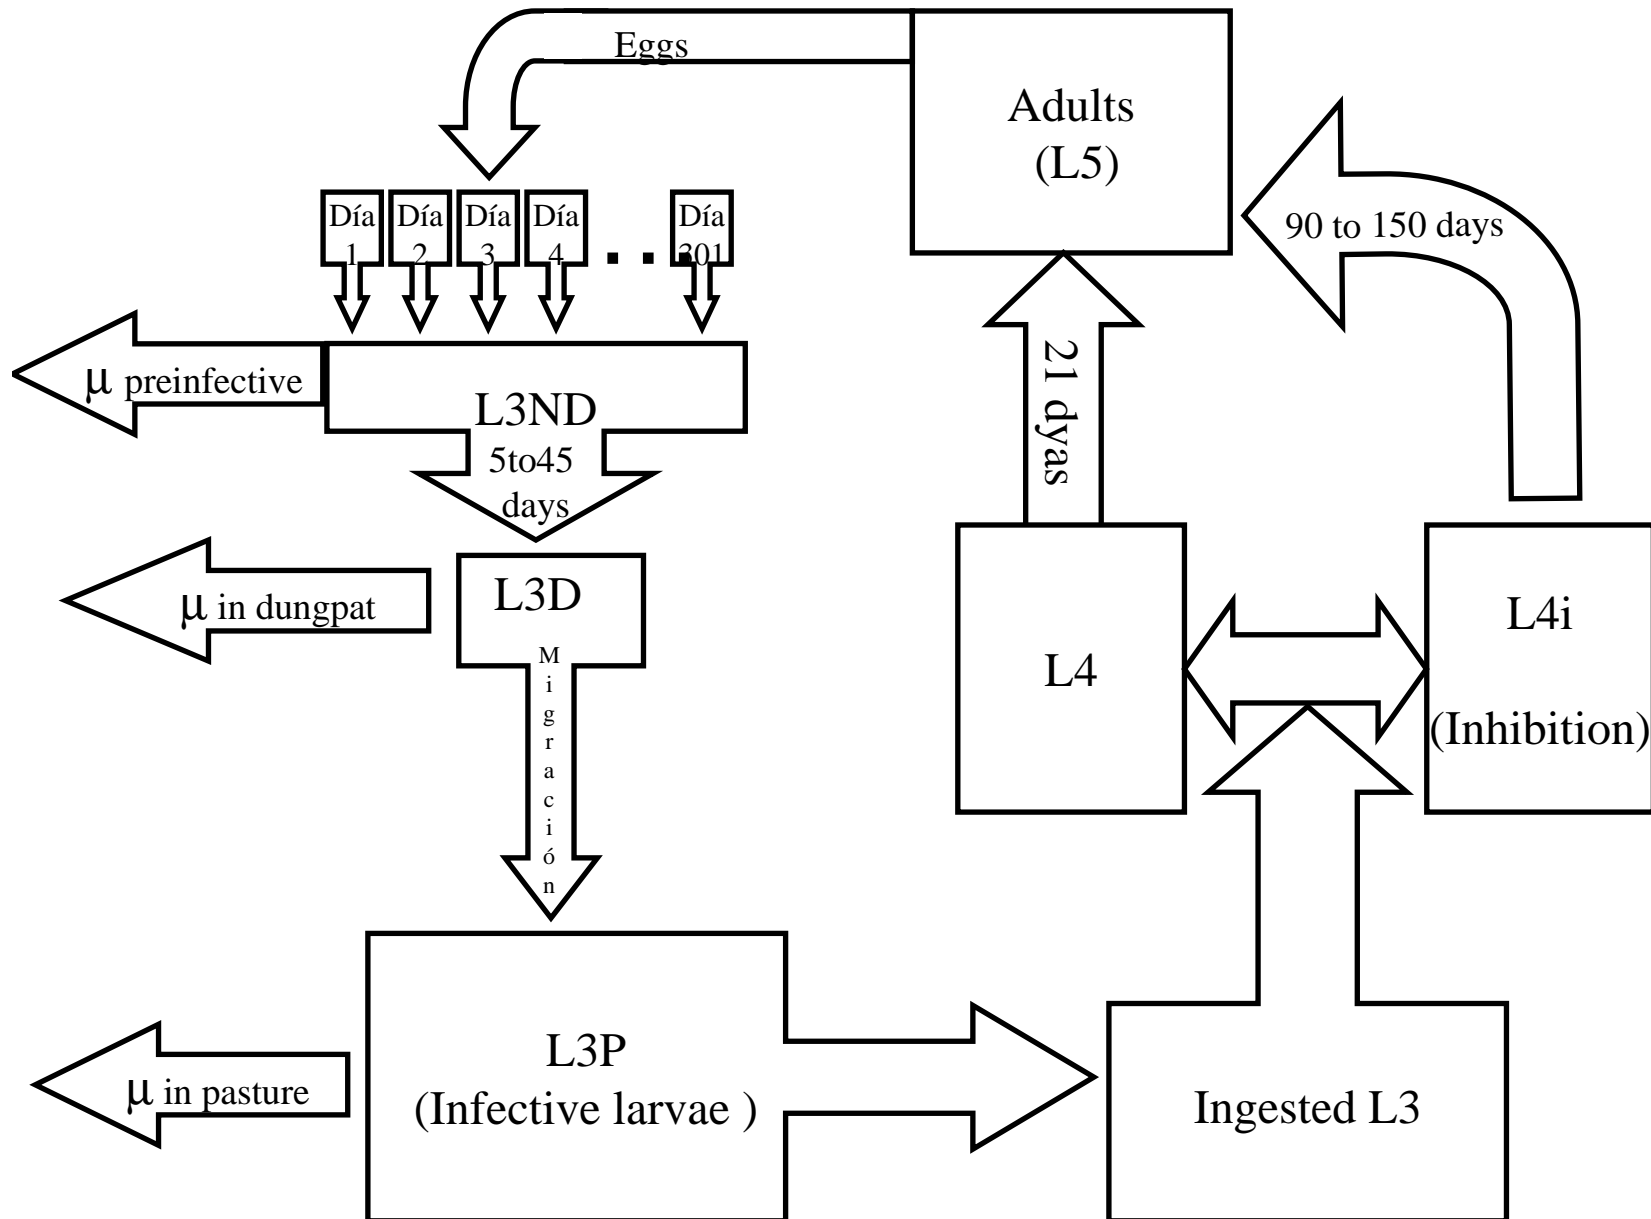 Eggs
Adults
(L5)
Día
1
Día
2
Día
3
Día
4
. . .
Día
301
90 to 150 days
μ preinfective
L3ND
5to45
days
21 dyas
μ in dungpat
L3D
Migración
L4
L4i
(Inhibition)
L3P
(Infective larvae )
μ in pasture
Ingested L3